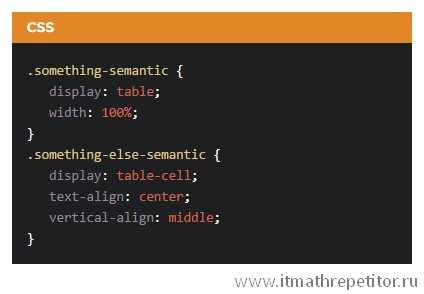 CSS
.something-semantic {
   display: table;
   width: 100%;
}
.something-else-semantic {
   display: table-cell;
   text-align: center;
   vertical-align: middle;
}
www.itmathrepetitor.ru